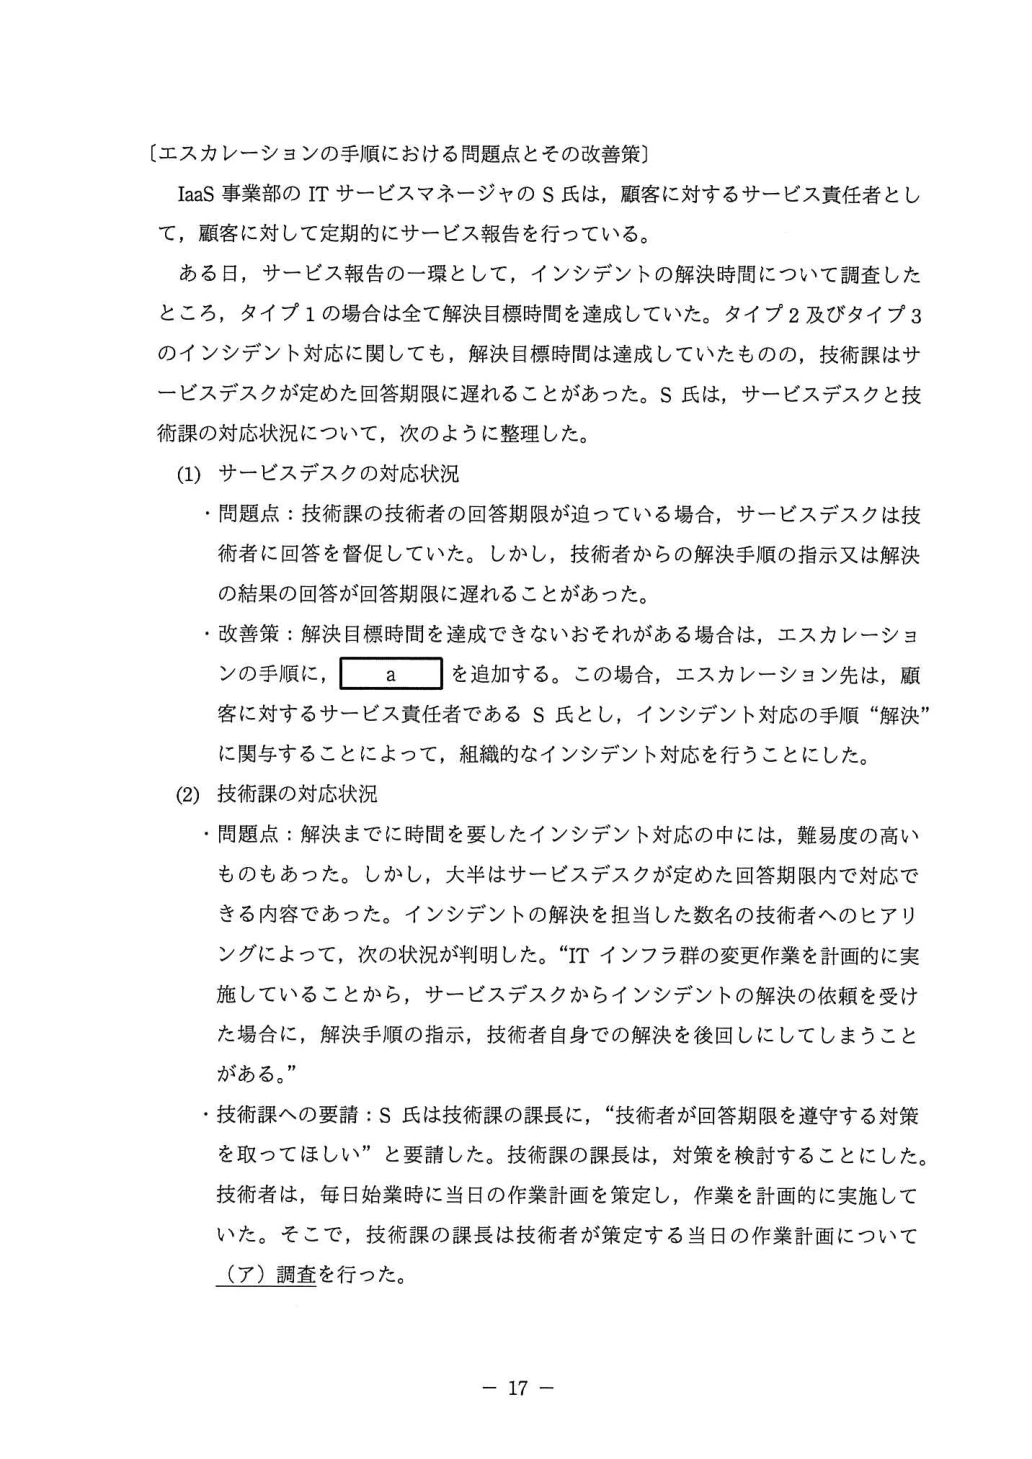 〔エスカレーションの手順における問題点とその改善策〕
IaaS 事業部の IT サービスマネージャの S 氏は，顧客に対するサービス責任者とし
て，顧客に対して定期的にサービス報告を行っている。
ある日，サービス報告の一環として，インシデントの解決時間について調査した
ところ，タイプ 1 の場合は全て解決目標時間を達成していた。タイプ 2 及びタイプ 3
のインシデント対応に関しても，解決目標時間は達成していたものの，技術課はサ
ービスデスクが定めた回答期限に遅れることがあった。S 氏は，サービスデスクと技
術課の対応状況について，次のように整理した。
(1) サービスデスクの対応状況
・問題点：技術課の技術者の回答期限が迫っている場合，サービスデスクは技
術者に回答を督促していた。しかし，技術者からの解決手順の指示又は解決
の結果の回答が回答期限に遅れることがあった。
・改善策：解決目標時間を達成できないおそれがある場合は，エスカレーショ
ンの手順に， a を追加する。この場合，エスカレーション先は，顧
客に対するサービス責任者である S 氏とし，インシデント対応の手順“解決”
に関与することによって，組織的なインシデント対応を行うことにした。
(2) 技術課の対応状況
・問題点：解決までに時間を要したインシデント対応の中には，難易度の高い
ものもあった。しかし，大半はサービスデスクが定めた回答期限内で対応で
きる内容であった。インシデントの解決を担当した数名の技術者へのヒアリ
ングによって，次の状況が判明した。“IT インフラ群の変更作業を計画的に実
施していることから，サービスデスクからインシデントの解決の依頼を受け
た場合に，解決手順の指示，技術者自身での解決を後回しにしてしまうこと
がある。”
・技術課への要請：S 氏は技術課の課長に，“技術者が回答期限を遵守する対策
を取ってほしい”と要請した。技術課の課長は，対策を検討することにした。
技術者は，毎日始業時に当日の作業計画を策定し，作業を計画的に実施して
いた。そこで，技術課の課長は技術者が策定する当日の作業計画について
（ア）調査を行った。
－ 17 －